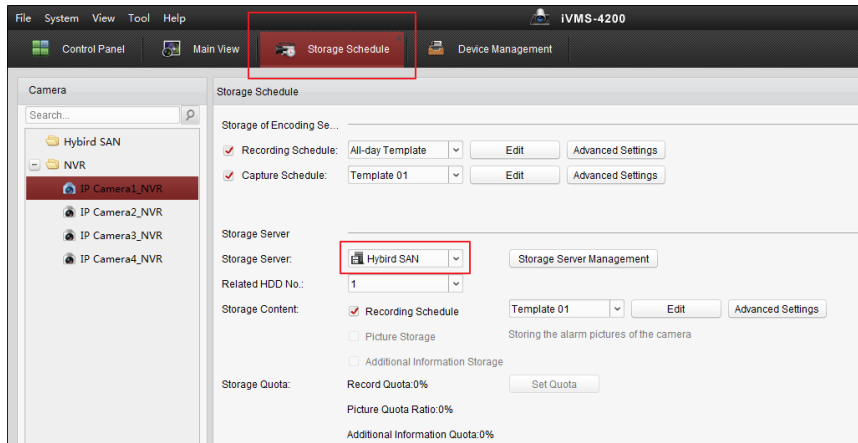 File System View Tool Help iVMS-4200
Control Panel Main View Storage Schedule Device Management
Camera
Search...
Hybird SAN
NVR
IP Camera1_NVR
IP Camera2_NVR
IP Camera3_NVR
IP Camera4_NVR
Storage Schedule
Storage of Encoding Se...
Recording Schedule: All-day Template Edit Advanced Settings
Capture Schedule: Template 01 Edit Advanced Settings
Storage Server
Storage Server: Hybird SAN Storage Server Management
Related HDD No.: 1
Storage Content: Recording Schedule Template 01 Edit Advanced Settings
Picture Storage Storing the alarm pictures of the camera
Additional Information Storage
Storage Quota: Record Quota:0% Set Quota
Picture Quota Ratio:0%
Additional Information Quota:0%